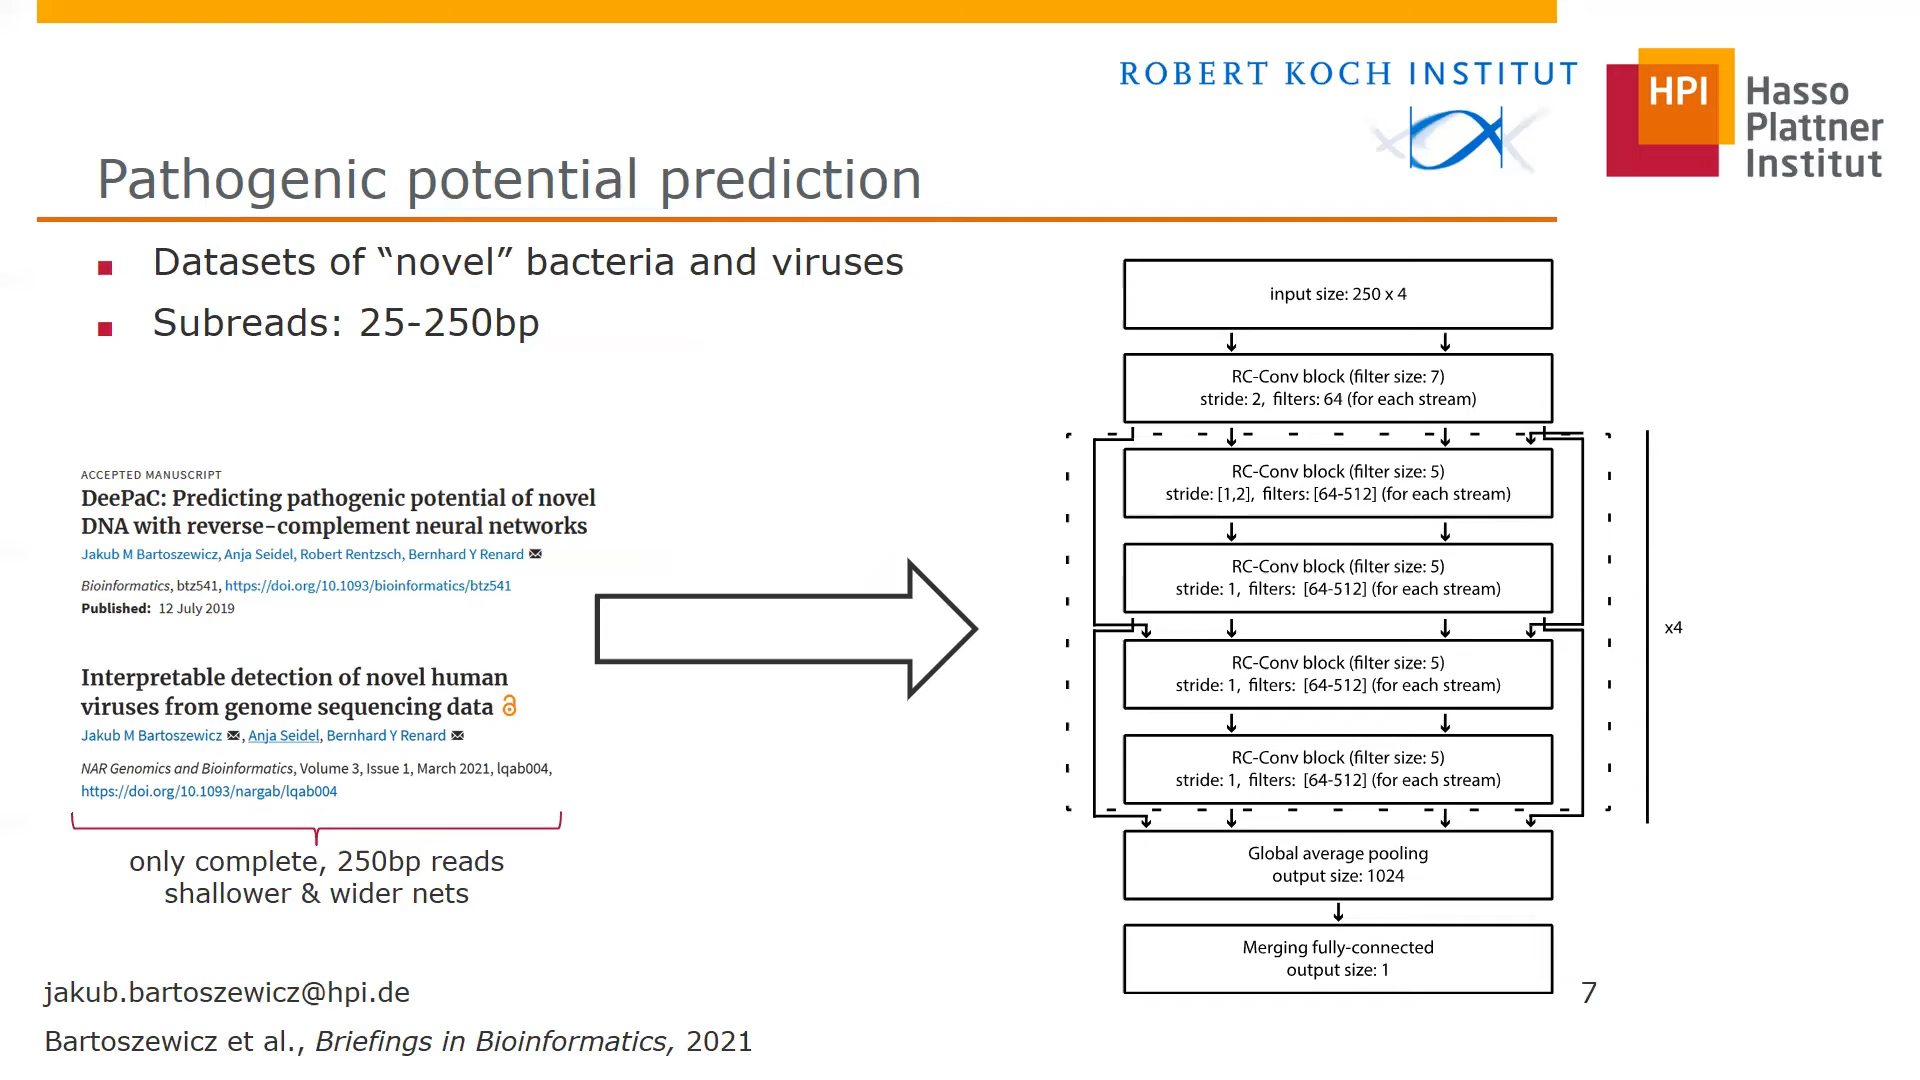 ROBERT KOCH INSTITUT
HPI
Hasso
Plattner
Institut
Pathogenic potential prediction
Datasets of “novel” bacteria and viruses
Subreads: 25-250bp
ACCEPTED MANUSCRIPT
DeePaC: Predicting pathogenic potential of novel
DNA with reverse-complement neural networks
Jakub M Bartoszewicz, Anja Seidel, Robert Rentzsch, Bernhard Y Renard
Bioinformatics, btz541, https://doi.org/10.1093/bioinformatics/btz541
Published: 12 July 2019
Interpretable detection of novel human
viruses from genome sequencing data
Jakub M Bartoszewicz, Anja Seidel, Bernhard Y Renard
NAR Genomics and Bioinformatics, Volume 3, Issue 1, March 2021, lqab004,
https://doi.org/10.1093/nargab/lqab004
only complete, 250bp reads
shallower & wider nets
input size: 250 x 4
RC-Conv block (filter size: 7)
stride: 2, filters: 64 (for each stream)
RC-Conv block (filter size: 5)
stride: [1,2], filters: [64-512] (for each stream)
RC-Conv block (filter size: 5)
stride: 1, filters: [64-512] (for each stream)
RC-Conv block (filter size: 5)
stride: 1, filters: [64-512] (for each stream)
RC-Conv block (filter size: 5)
stride: 1, filters: [64-512] (for each stream)
x4
Global average pooling
output size: 1024
Merging fully-connected
output size: 1
jakub.bartoszewicz@hpi.de
7
Bartoszewicz et al., Briefings in Bioinformatics, 2021